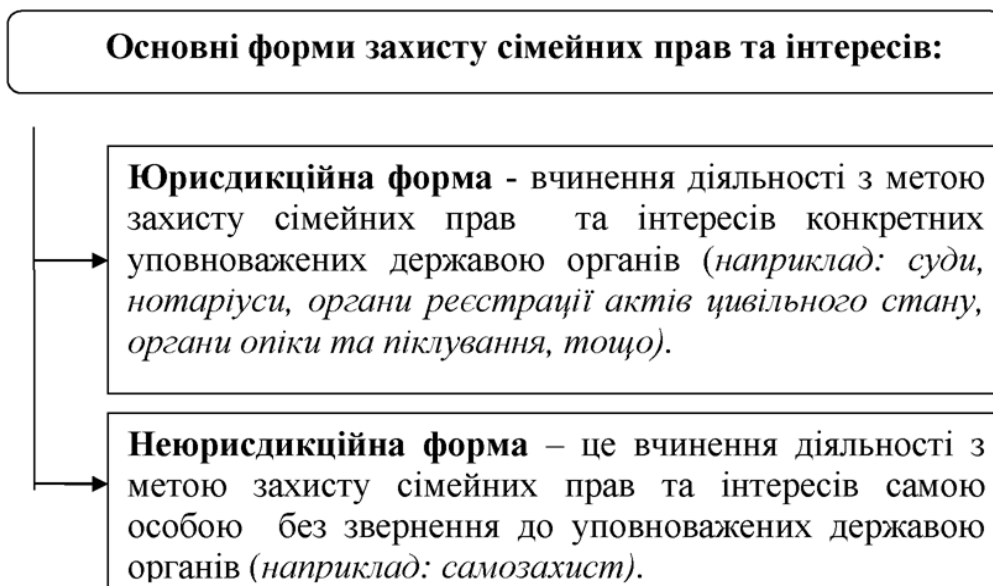 Основні форми захисту сімейних прав та інтересів:
Юрисдикційна форма - вчинення діяльності з метою
захисту сімейних прав та інтересів конкретних
уповноважених державою органів (наприклад: суди,
нотаріуси, органи реєстрації актів цивільного стану,
органи опіки та піклування, тощо).
Неюрисдикційна форма – це вчинення діяльності з
метою захисту сімейних прав та інтересів самою
особою без звернення до уповноважених державою
органів (наприклад: самозахист).